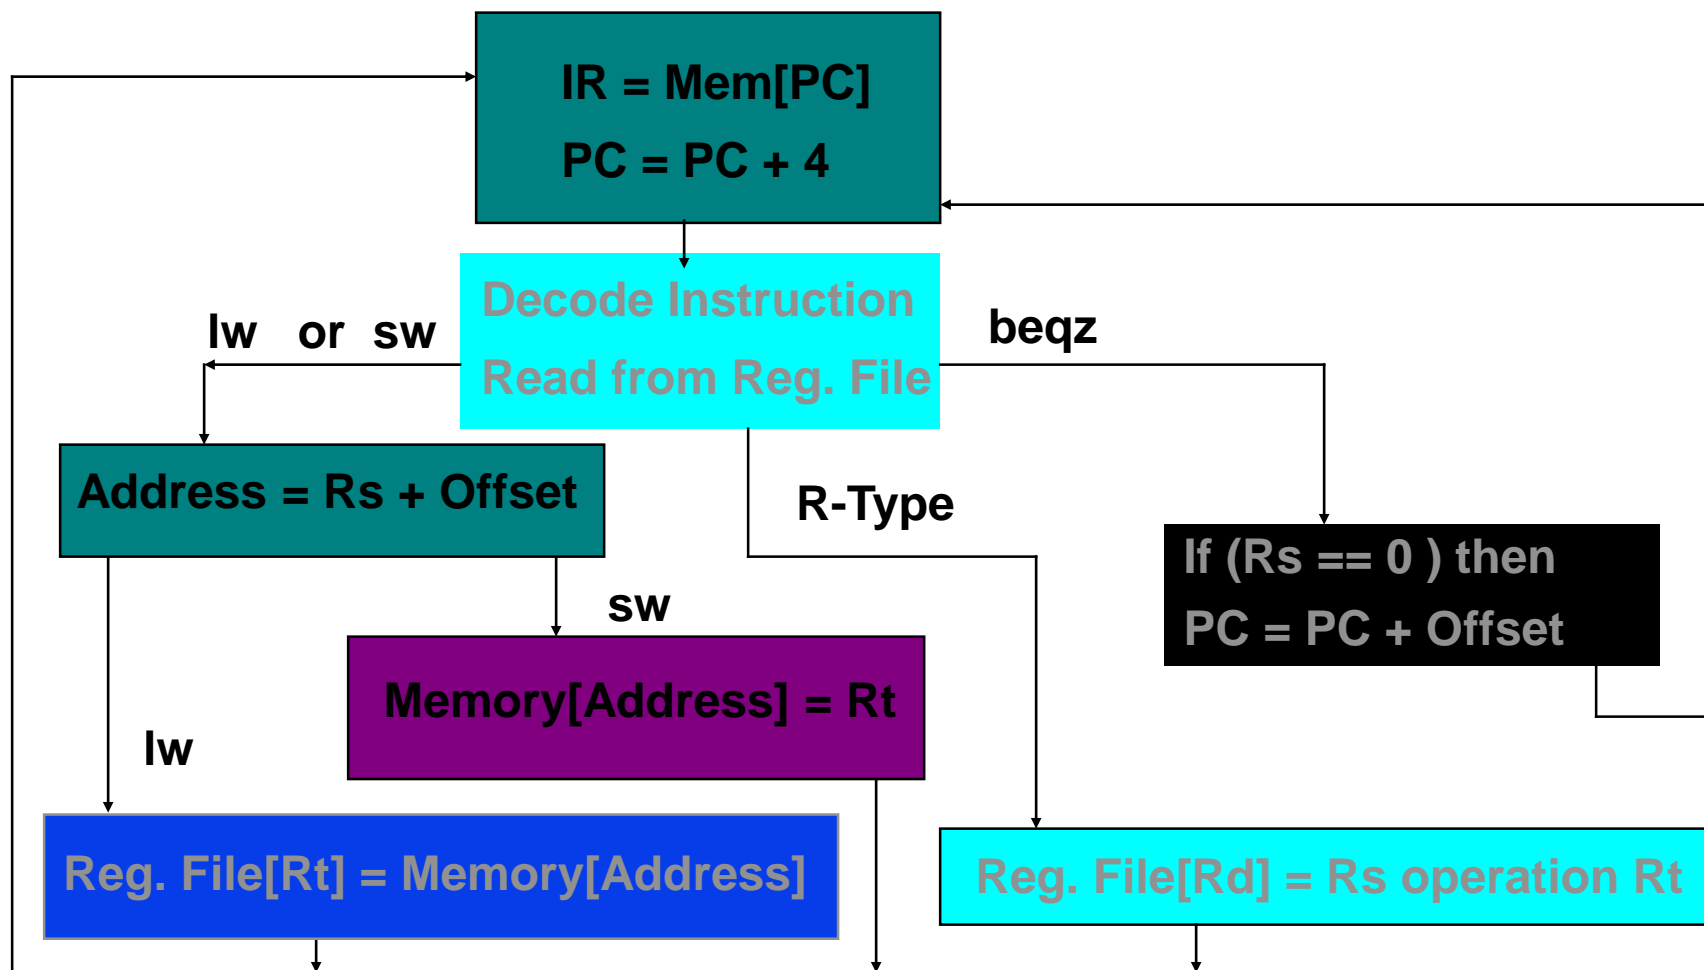 IR = Mem[PC]
PC = PC + 4
Decode Instruction
Read from Reg. File
lw or sw
beqz
Address = Rs + Offset
R-Type
If (Rs == 0 ) then
PC = PC + Offset
sw
Memory[Address] = Rt
lw
Reg. File[Rt] = Memory[Address]
Reg. File[Rd] = Rs operation Rt